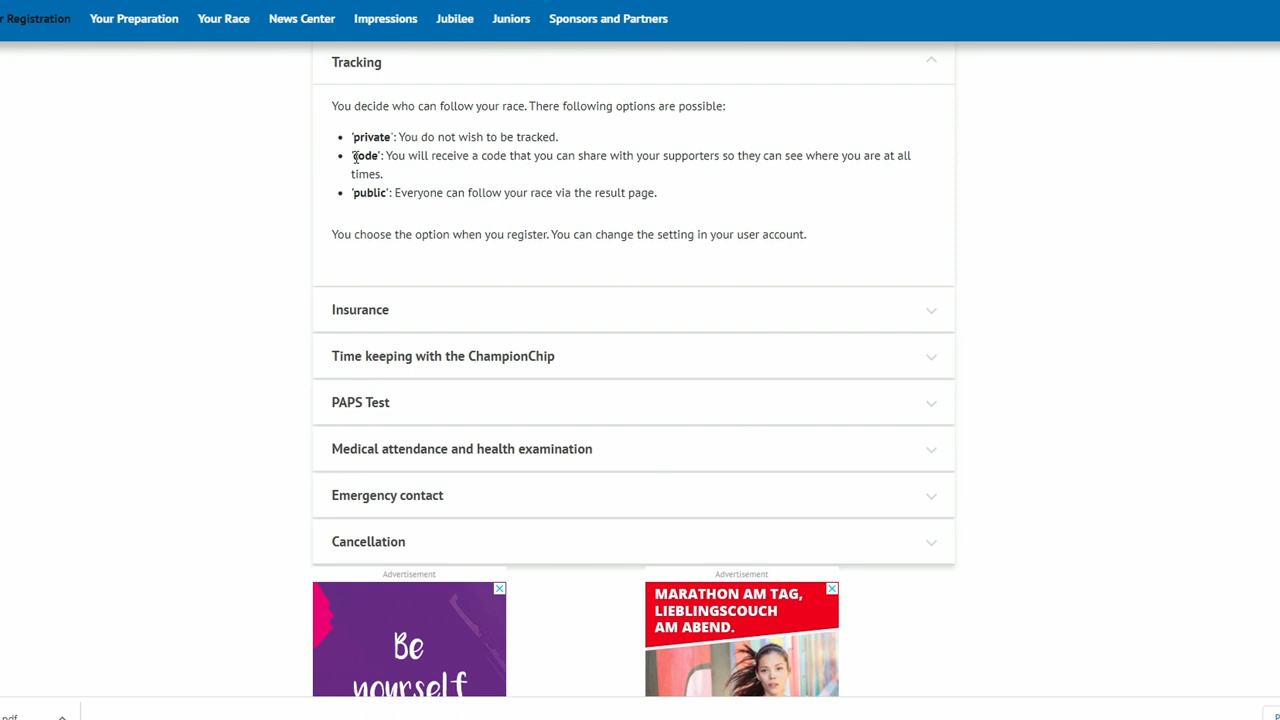 r Registration Your Preparation Your Race News Center Impressions Jubilee Juniors Sponsors and Partners
Tracking
You decide who can follow your race. There following options are possible:
• 'private': You do not wish to be tracked.
• 'code': You will receive a code that you can share with your supporters so they can see where you are at all
times.
• 'public': Everyone can follow your race via the result page.
You choose the option when you register. You can change the setting in your user account.
Insurance
Time keeping with the ChampionChip
PAPS Test
Medical attendance and health examination
Emergency contact
Cancellation
Advertisement Advertisement
Be
yourself
MARATHON AM TAG,
LIEBLINGSCOUCH
AM ABEND.
.pdf